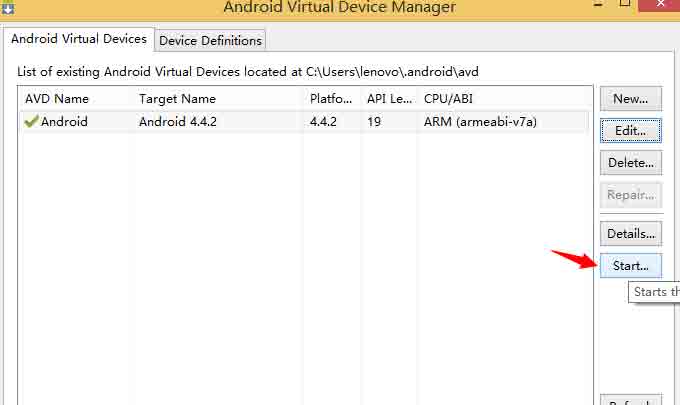 Android Virtual Device Manager
Android Virtual Devices
Device Definitions
List of existing Android Virtual Devices located at C:\Users\lenovo\.android\avd
AVD Name Target Name Platfo... API Le... CPU/ABI
Android Android 4.4.2 4.4.2 19 ARM (armeabi-v7a)
New...
Edit...
Delete...
Repair...
Details...
Start...
Starts th